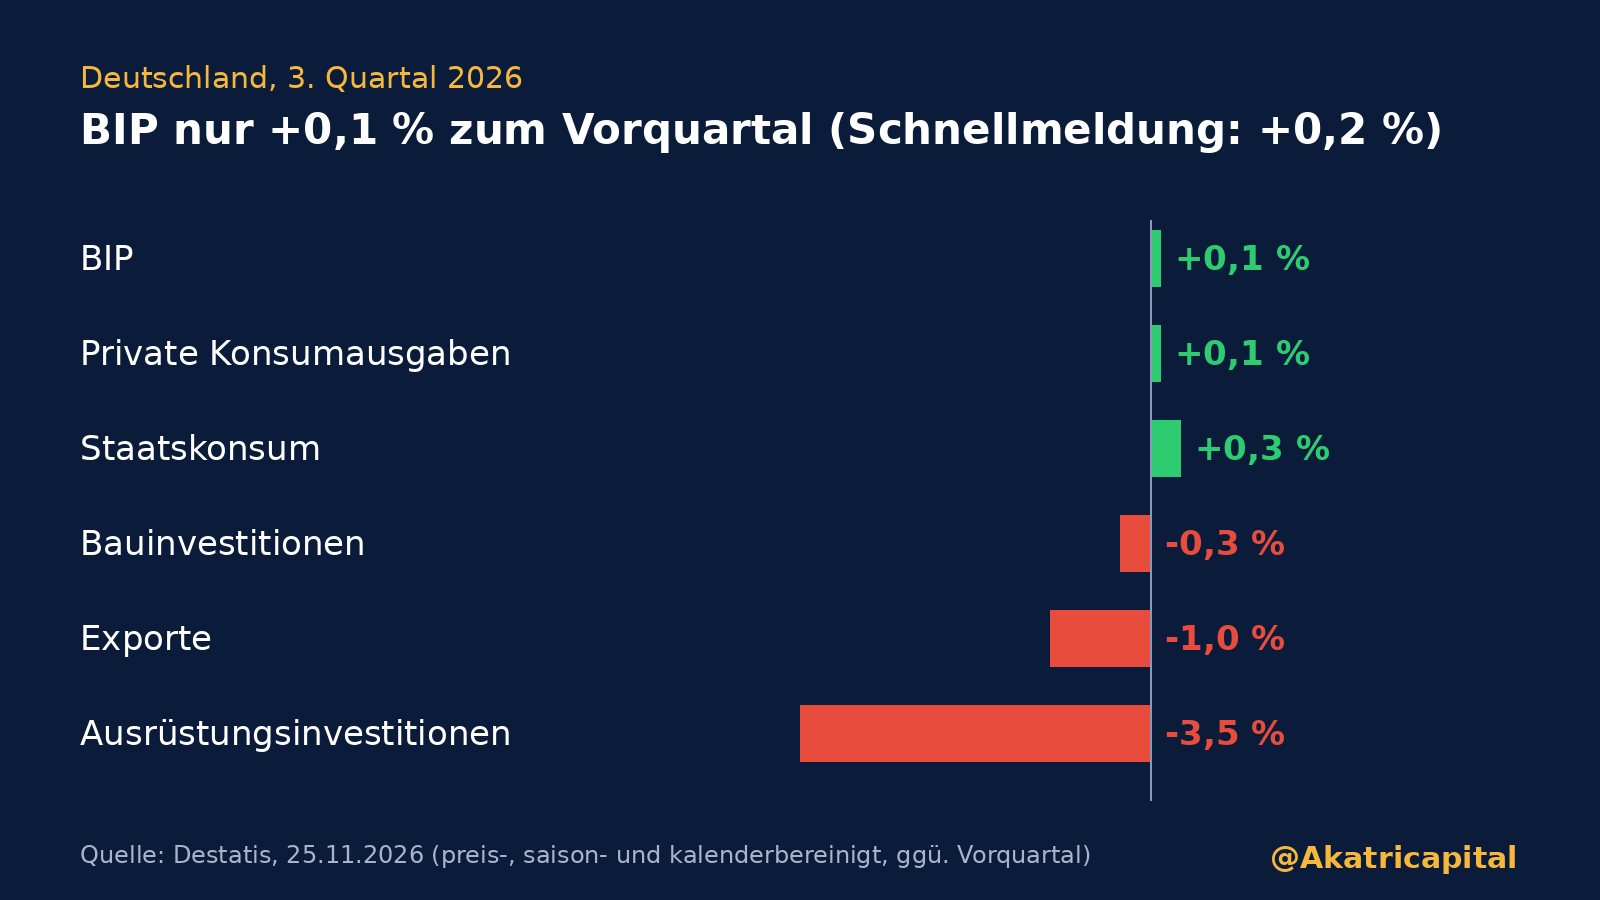 Deutschland, 3. Quartal 2026
BIP nur +0,1 % zum Vorquartal (Schnellmeldung: +0,2 %)
BIP +0,1 %
Private Konsumausgaben +0,1 %
Staatskonsum +0,3 %
Bauinvestitionen -0,3 %
Exporte -1,0 %
Ausrüstungsinvestitionen -3,5 %
Quelle: Destatis, 25.11.2026 (preis-, saison- und kalenderbereinigt, ggü. Vorquartal)
@Akatricapital